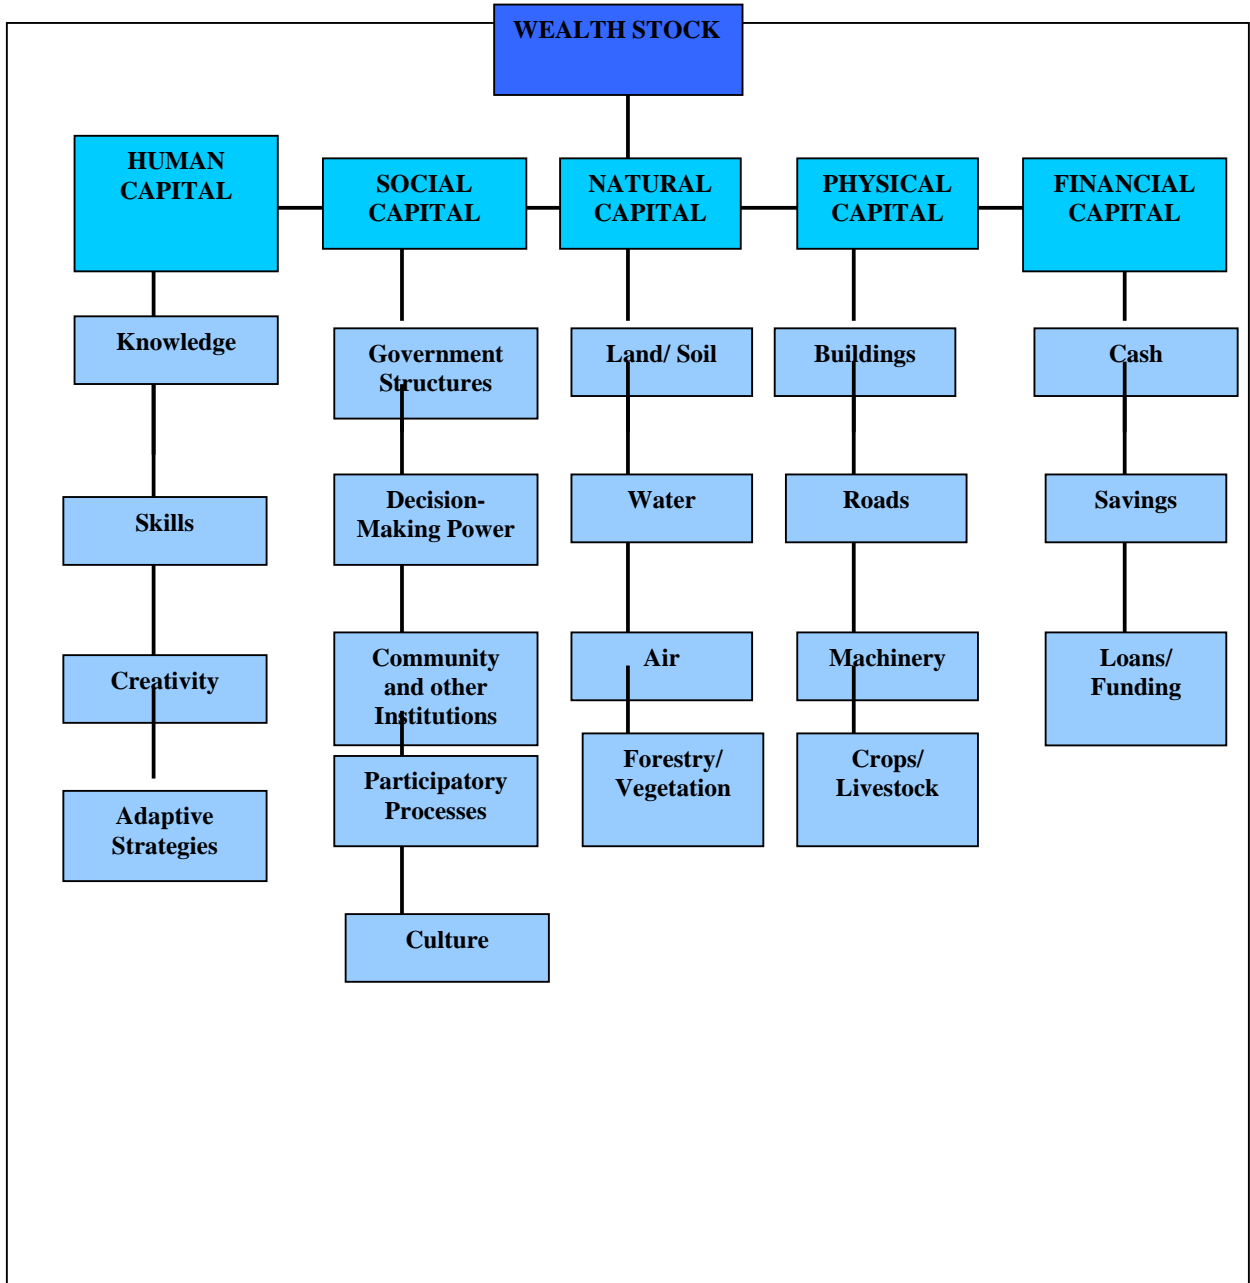 WEALTH STOCK
HUMAN
CAPITAL
SOCIAL
CAPITAL
NATURAL
CAPITAL
PHYSICAL
CAPITAL
FINANCIAL
CAPITAL
Knowledge
Skills
Creativity
Adaptive
Strategies
Government
Structures
Decision-
Making Power
Community
and other
Institutions
Participatory
Processes
Culture
Land/ Soil
Water
Air
Forestry/
Vegetation
Buildings
Roads
Machinery
Crops/
Livestock
Cash
Savings
Loans/
Funding